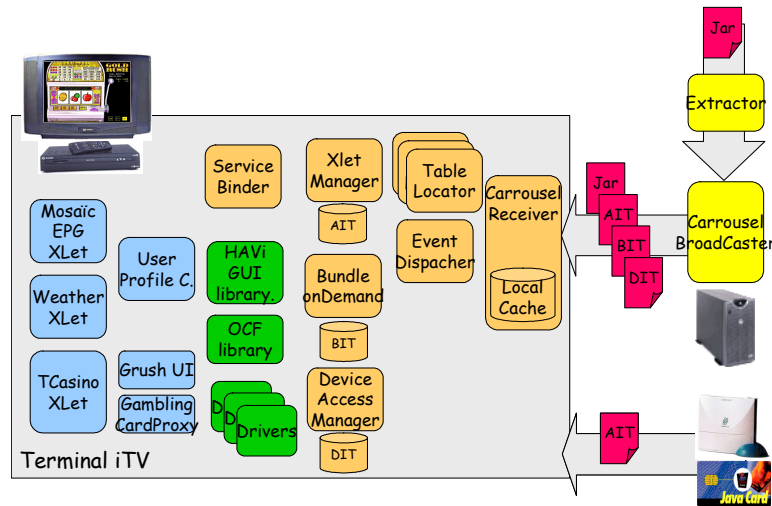 Jar
GOLD
RUSH
Extractor
Service
Binder
Xlet
Manager
AIT
Table
Locator
Carrousel
Receiver
Jar
AIT
BIT
DIT
Carrousel
BroadCaster
Mosaïc
EPG
XLet
User
Profile C.
HAVi
GUI
library.
Event
Dispacher
Bundle
onDemand
Local
Cache
Weather
XLet
OCF
library
BIT
TCasino
XLet
Grush UI
Gambling
CardProxy
D
D
Drivers
Device
Access
Manager
DIT
AIT
Terminal iTV
Java Card